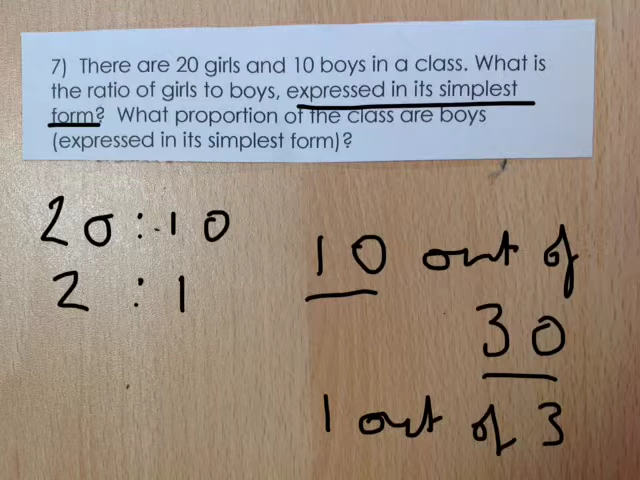 7) There are 20 girls and 10 boys in a class. What is
the ratio of girls to boys, expressed in its simplest
form? What proportion of the class are boys
(expressed in its simplest form)?
20:10
2 : 1
10 out of
30
1 out of 3